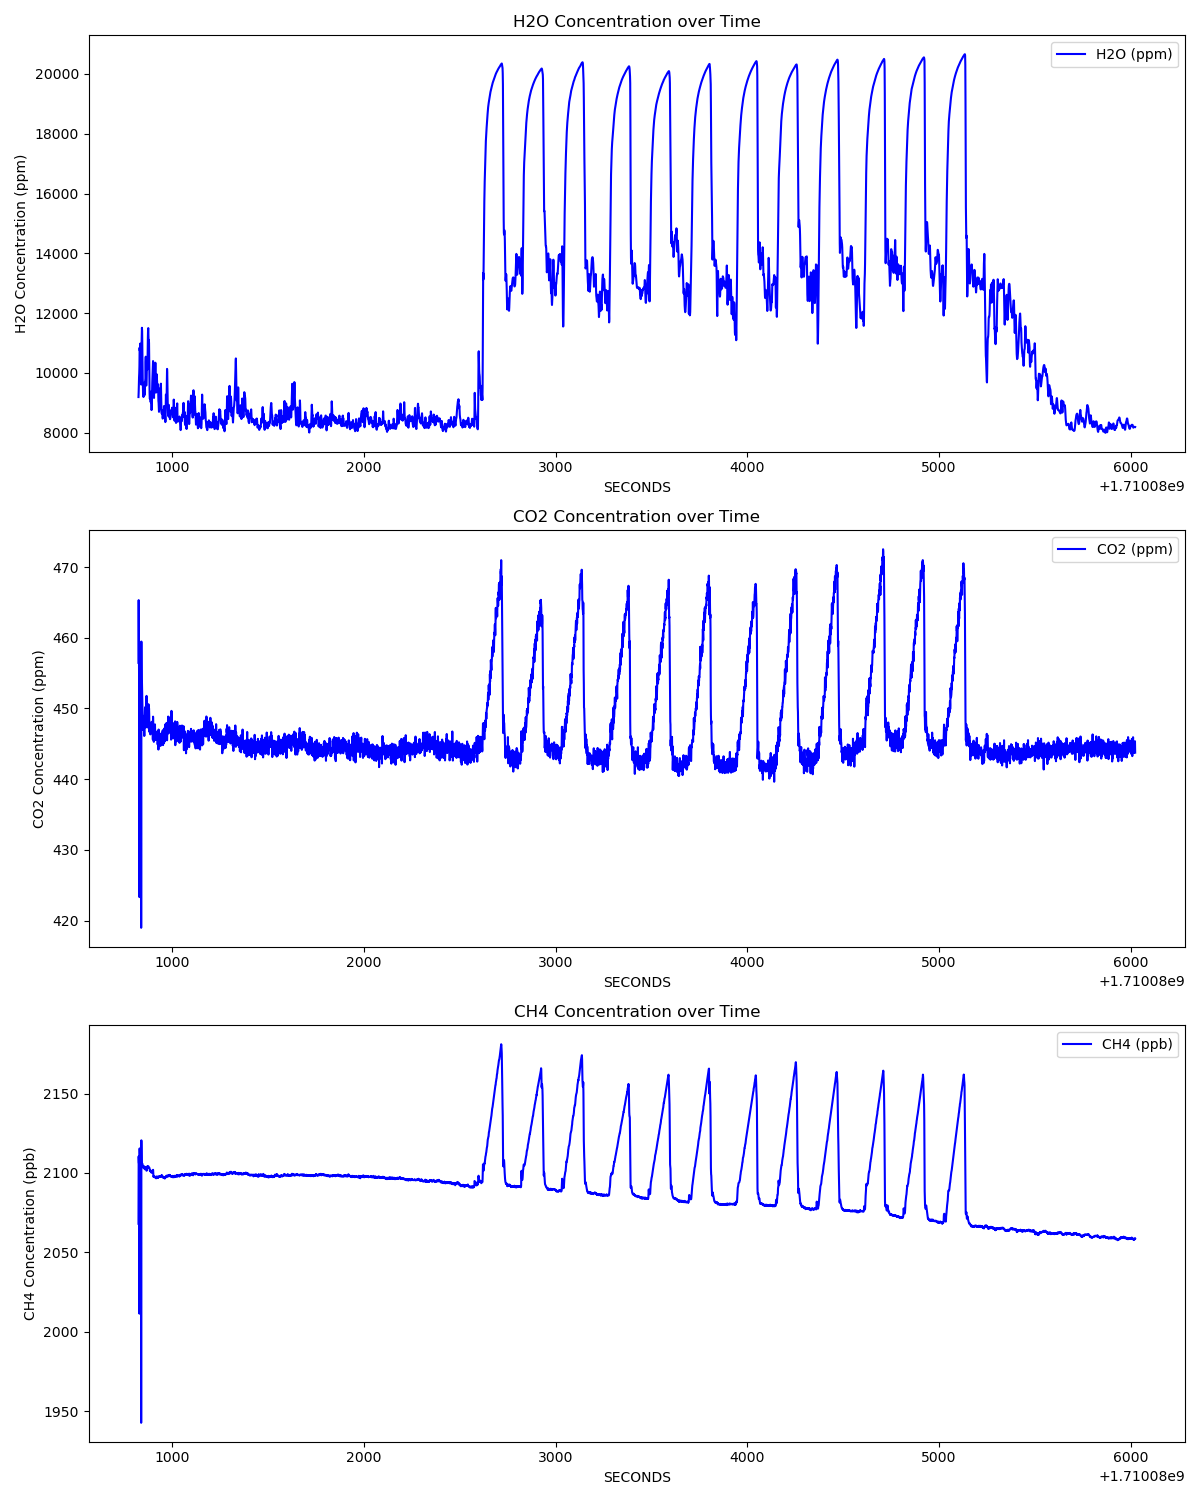 H2O Concentration over Time
H2O (ppm)
H2O Concentration (ppm)
20000
18000
16000
14000
12000
10000
8000
1000 2000 3000 4000 5000 6000
SECONDS
+1.71008e9
CO2 Concentration over Time
CO2 (ppm)
CO2 Concentration (ppm)
470
460
450
440
430
420
1000 2000 3000 4000 5000 6000
SECONDS
+1.71008e9
CH4 Concentration over Time
CH4 (ppb)
CH4 Concentration (ppb)
2150
2100
2050
2000
1950
1000 2000 3000 4000 5000 6000
SECONDS
+1.71008e9